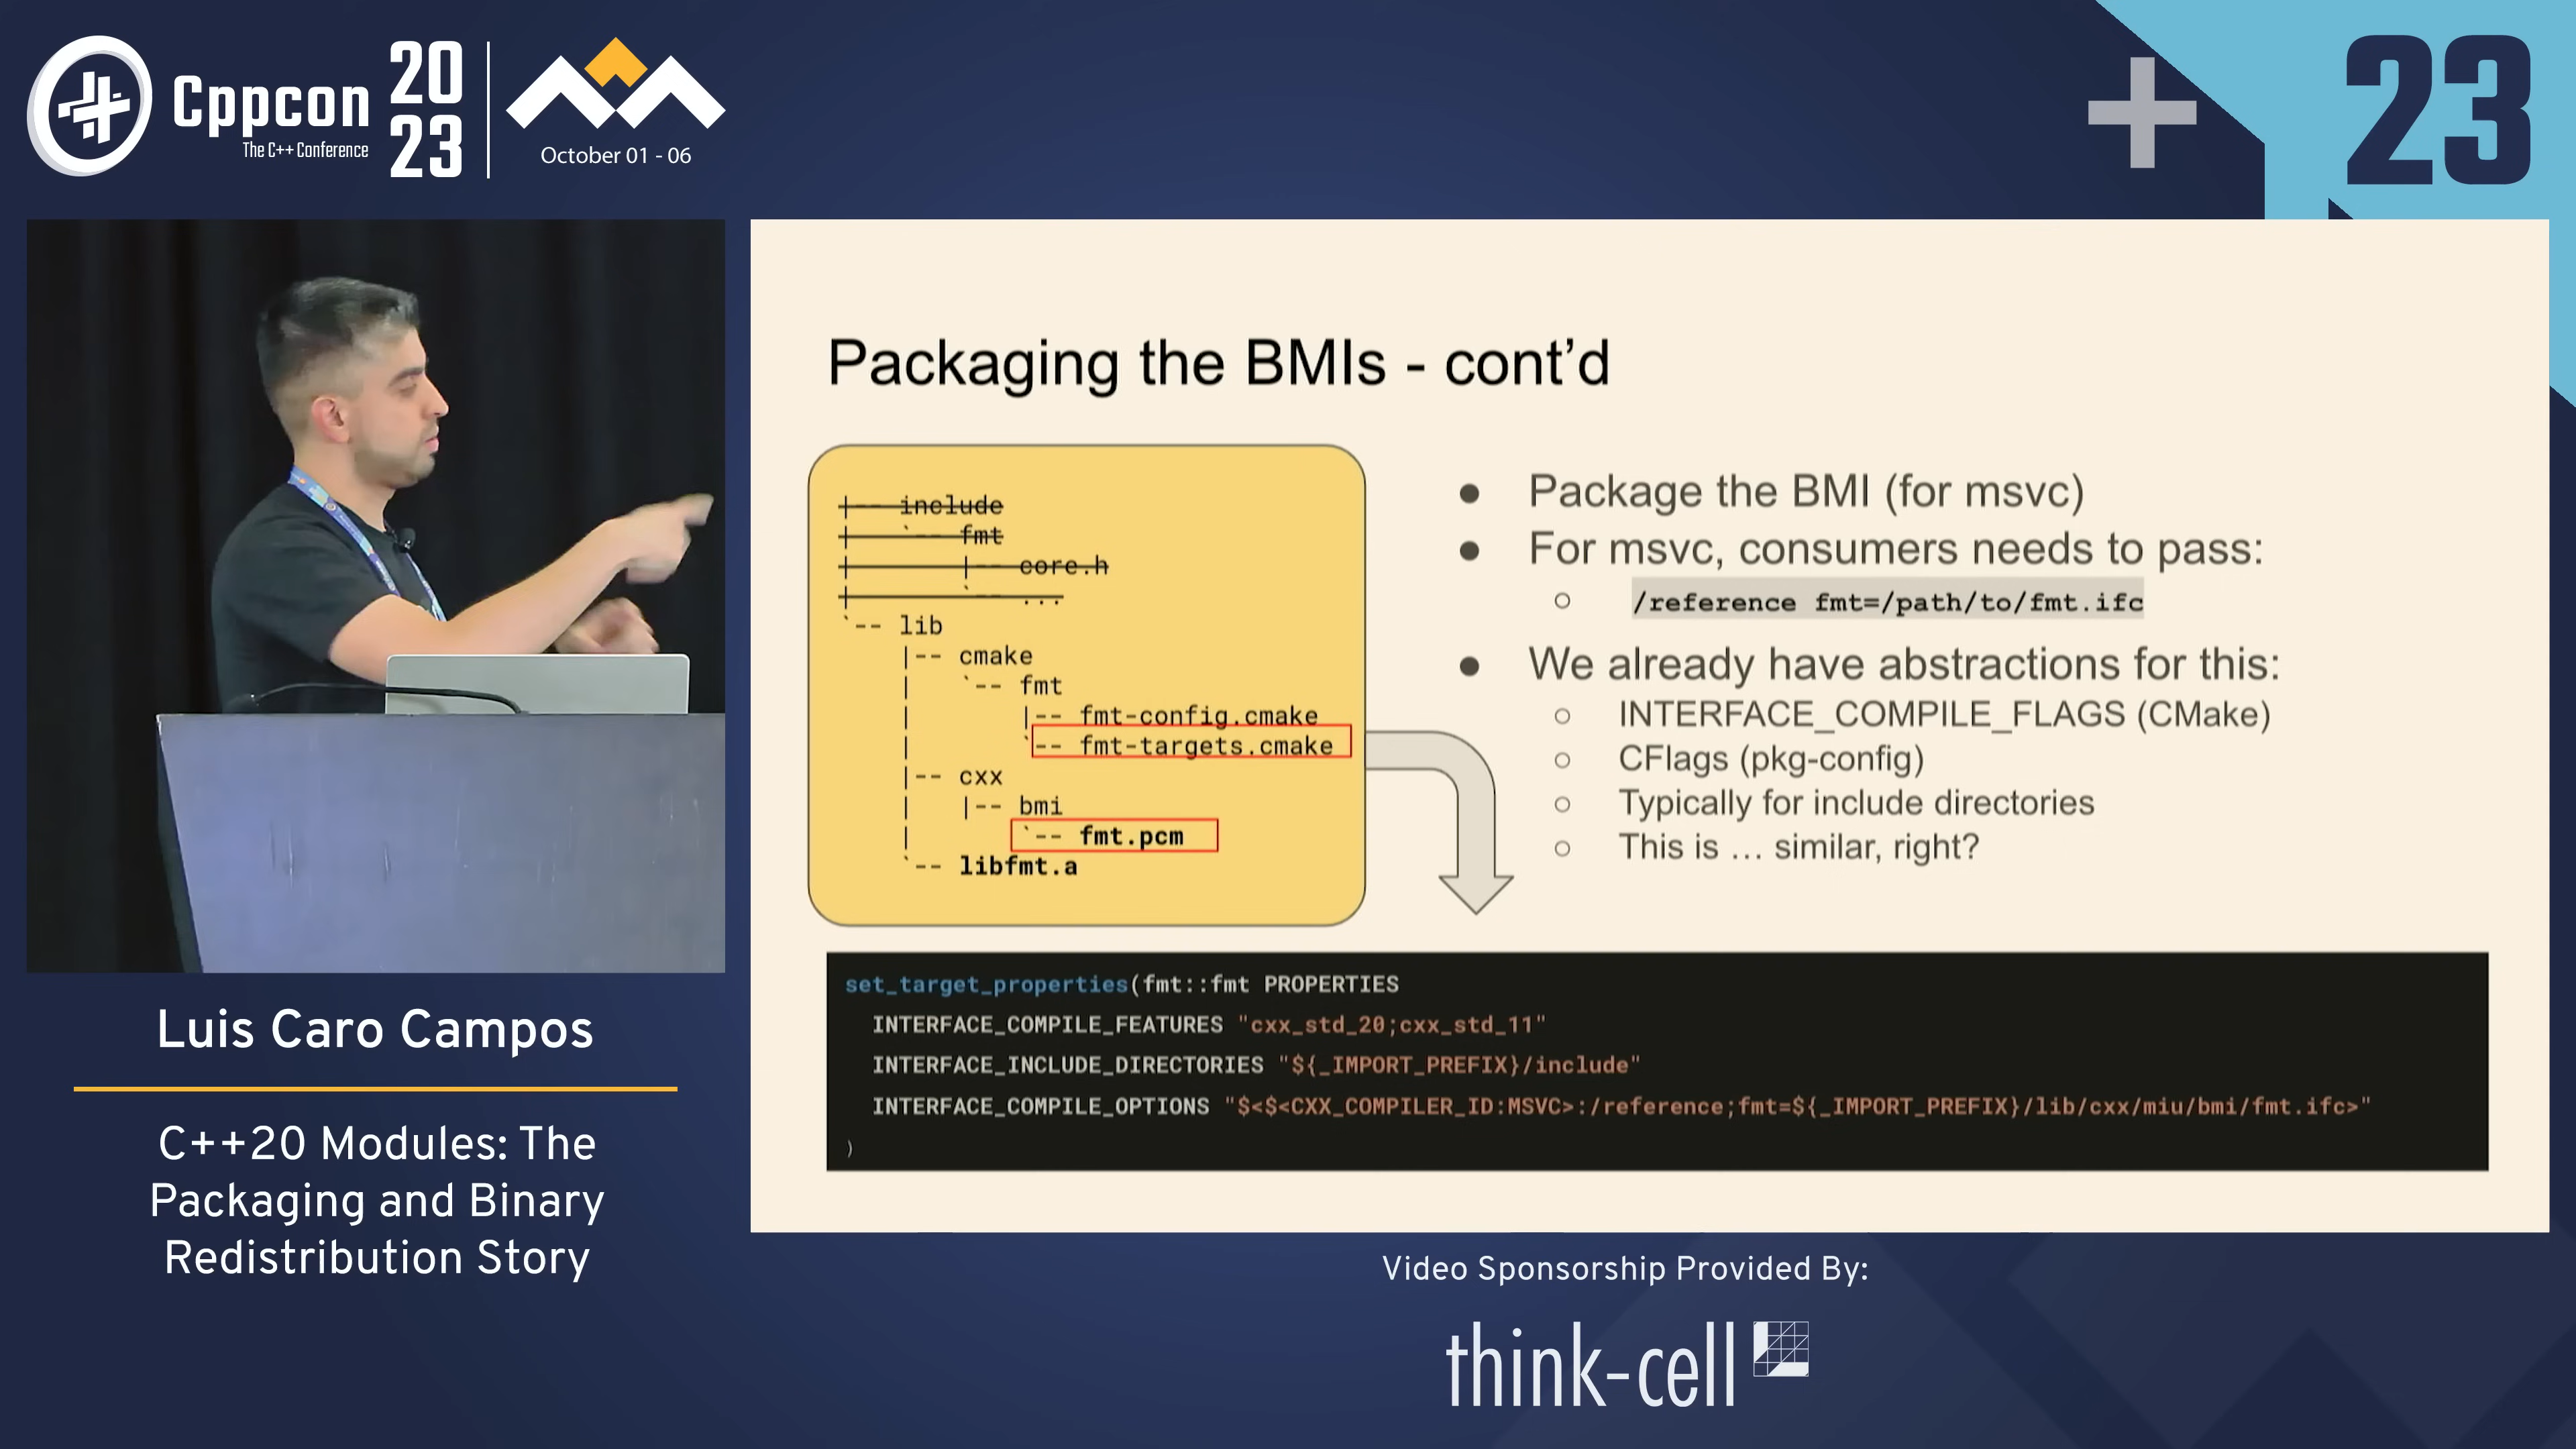 Cppcon
The C++ Conference
20
23
October 01 - 06
23
Packaging the BMIs - cont’d
|-- include
|   `-- fmt
|       |-- core.h
|       `-- ...
`-- lib
    |-- cmake
    |   `-- fmt
    |       |-- fmt-config.cmake
    |       `-- fmt-targets.cmake
    |-- cxx
    |   |-- bmi
    |       `-- fmt.pcm
    `-- libfmt.a
● Package the BMI (for msvc)
● For msvc, consumers needs to pass:
○ /reference fmt=/path/to/fmt.ifc
● We already have abstractions for this:
○ INTERFACE_COMPILE_FLAGS (CMake)
○ CFlags (pkg-config)
○ Typically for include directories
○ This is … similar, right?
set_target_properties(fmt::fmt PROPERTIES
  INTERFACE_COMPILE_FEATURES "cxx_std_20;cxx_std_11"
  INTERFACE_INCLUDE_DIRECTORIES "${_IMPORT_PREFIX}/include"
  INTERFACE_COMPILE_OPTIONS "$<$<CXX_COMPILER_ID:MSVC>:/reference;fmt=${_IMPORT_PREFIX}/lib/cxx/miu/bmi/fmt.ifc>"
)
Luis Caro Campos
C++20 Modules: The
Packaging and Binary
Redistribution Story
Video Sponsorship Provided By:
think-cell